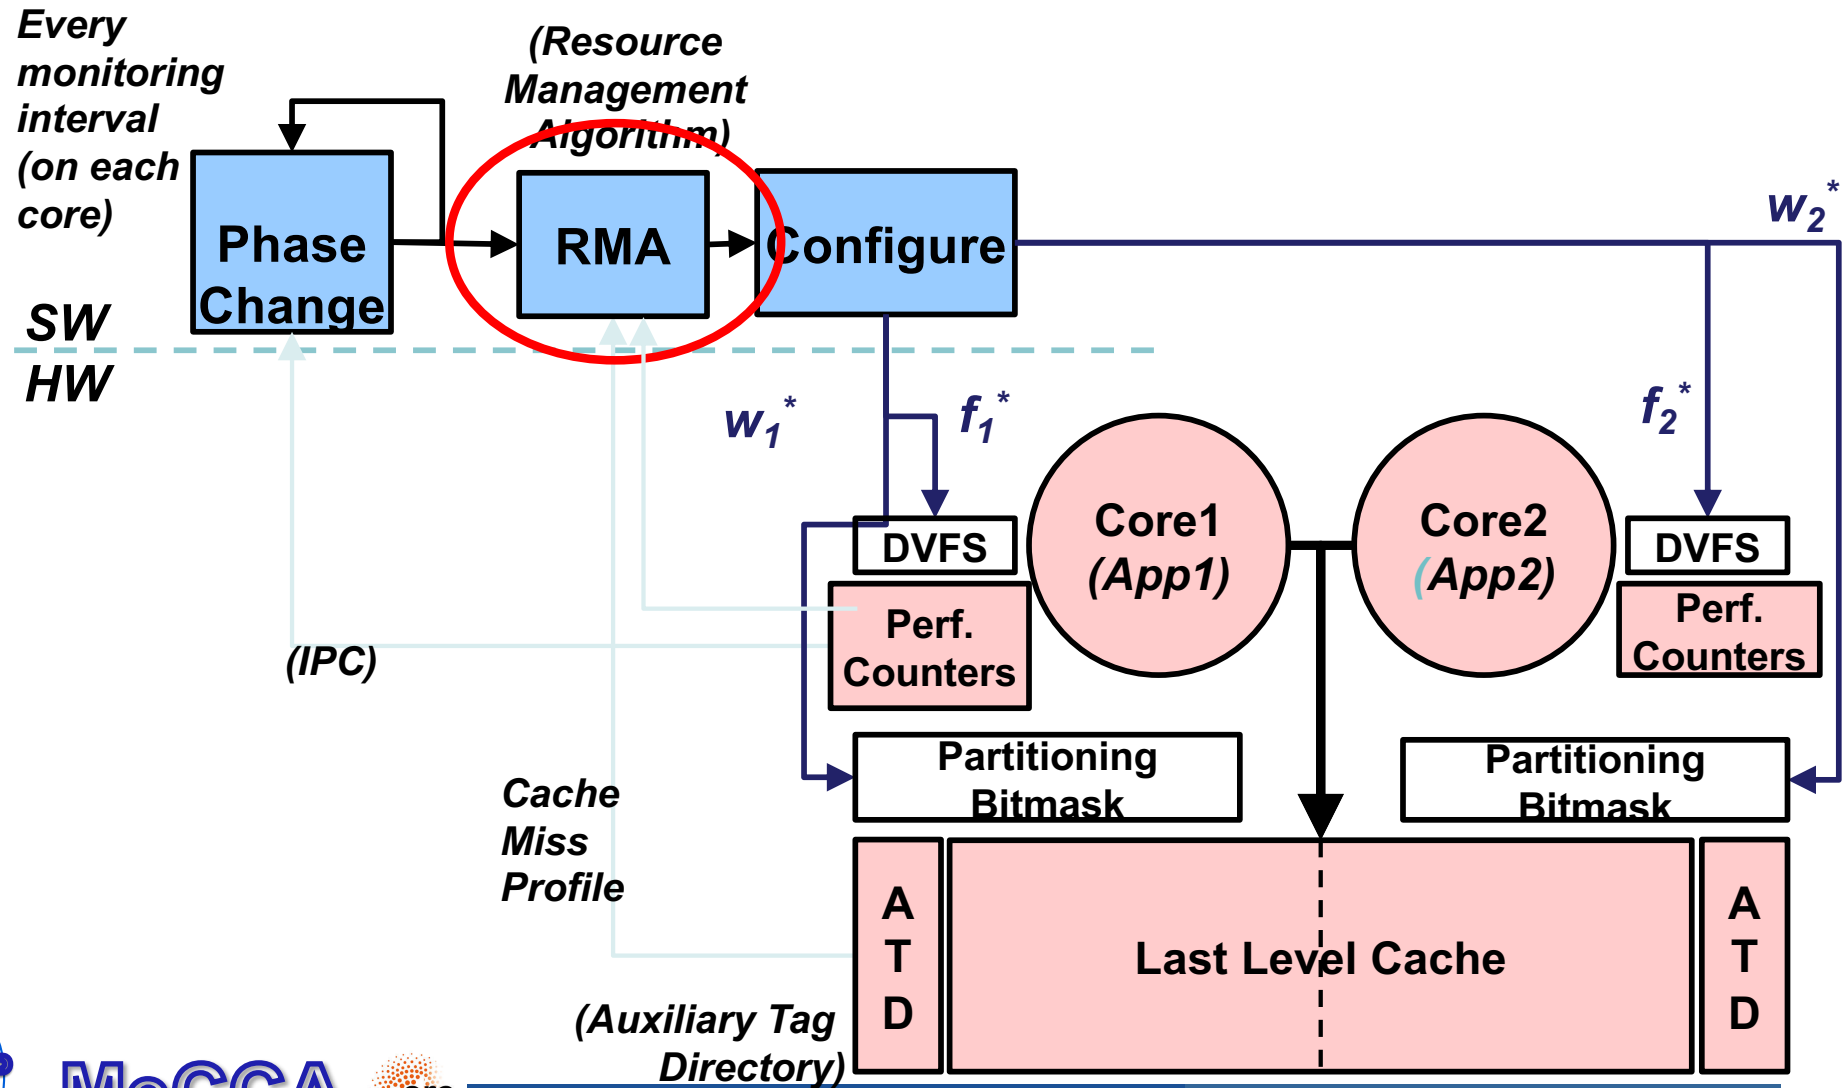 Every
monitoring
interval
(on each
core)
(Resource
Management
Algorithm)
Phase
Change
RMA
Configure
SW
HW
w2*
w1*
f1*
f2*
Core1
(App1)
Core2
(App2)
DVFS
DVFS
Perf.
Counters
Perf.
Counters
(IPC)
Partitioning
Bitmask
Partitioning
Bitmask
Cache
Miss
Profile
A
T
D
Last Level Cache
A
T
D
(Auxiliary Tag
Directory)
MeCCA
erc